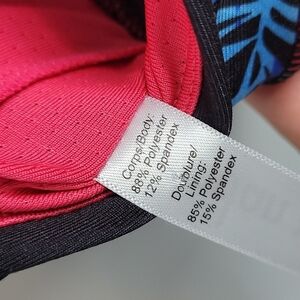 Corps/Body:
88% Polyester
12% Spandex
Doublure/
Lining:
85% Polyester
15% Spandex